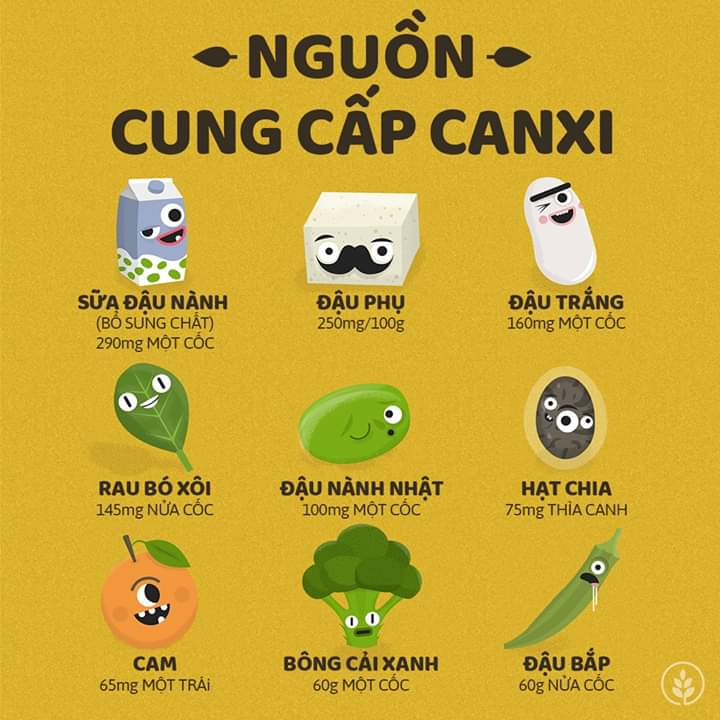 NGUỒN
CUNG CẤP CANXI
SỮA ĐẬU NÀNH
(BỔ SUNG CHẤT)
290mg MỘT CỐC
ĐẬU PHỤ
250mg/100g
ĐẬU TRẮNG
160mg MỘT CỐC
RAU BÓ XÔI
145mg NỬA CỐC
ĐẬU NÀNH NHẬT
100mg MỘT CỐC
HẠT CHIA
75mg THÌA CANH
CAM
65mg MỘT TRÁi
BÔNG CẢI XANH
60g MỘT CỐC
ĐẬU BẮP
60g NỬA CỐC